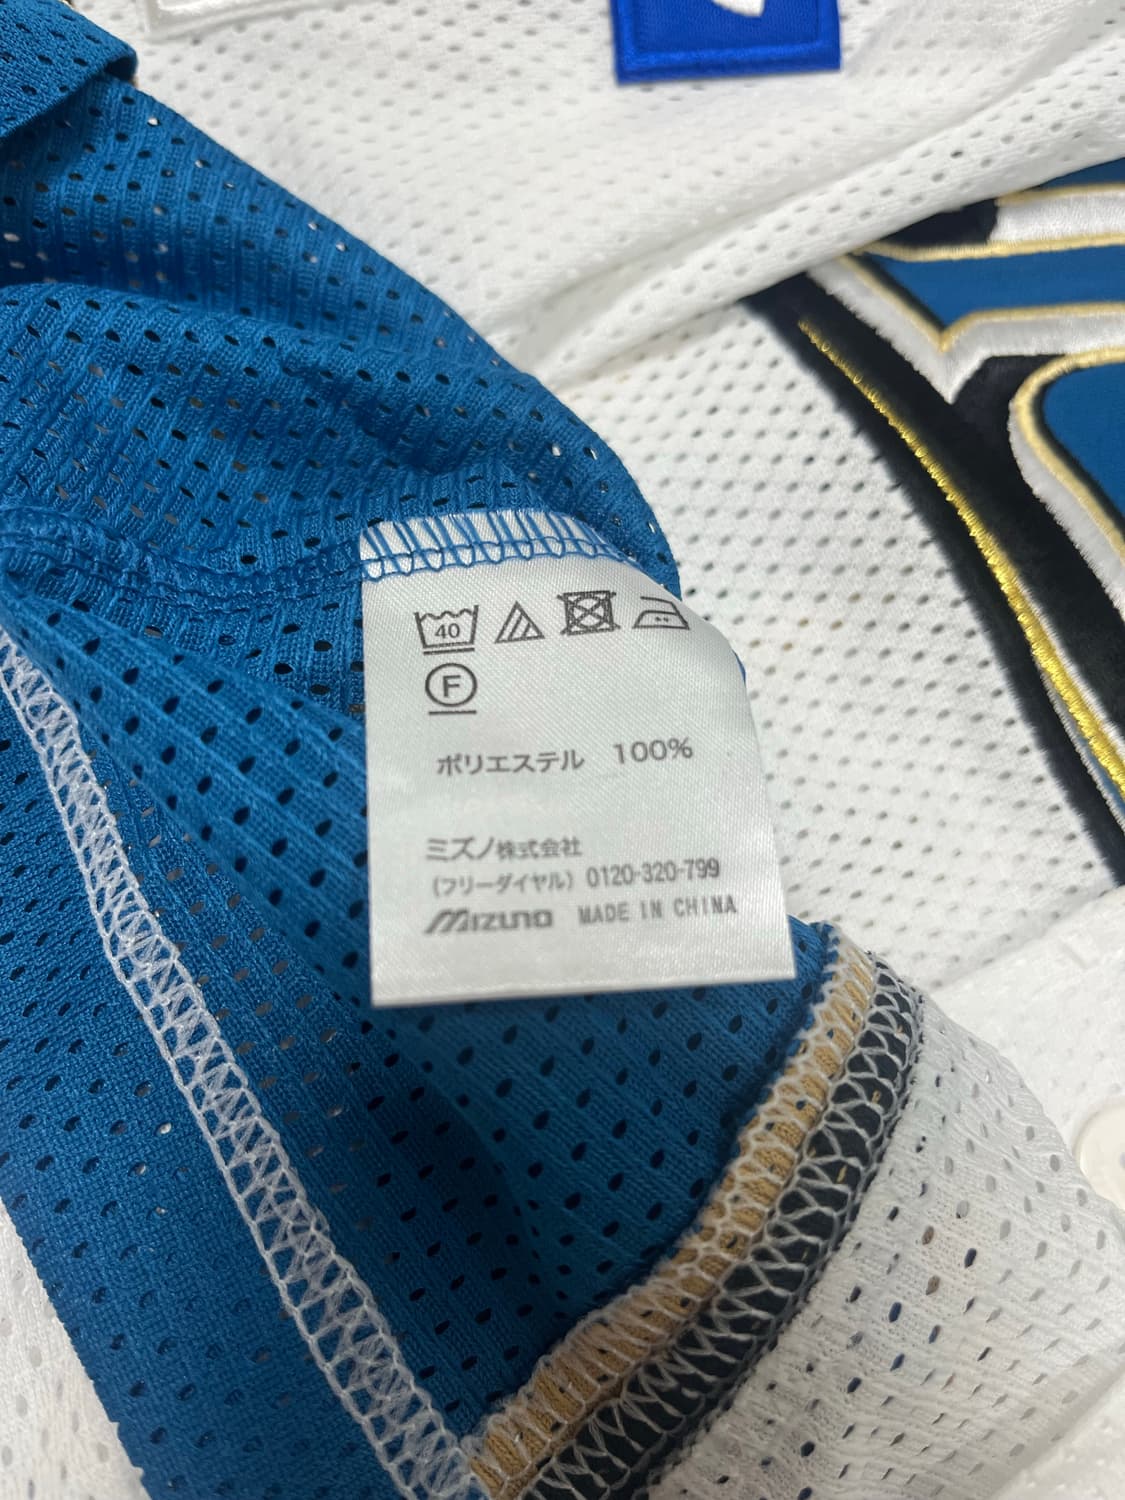 40
F
ポリエステル 100%
ミズノ株式会社
(フリーダイヤル) 0120-320-799
MIZUNO MADE IN CHINA